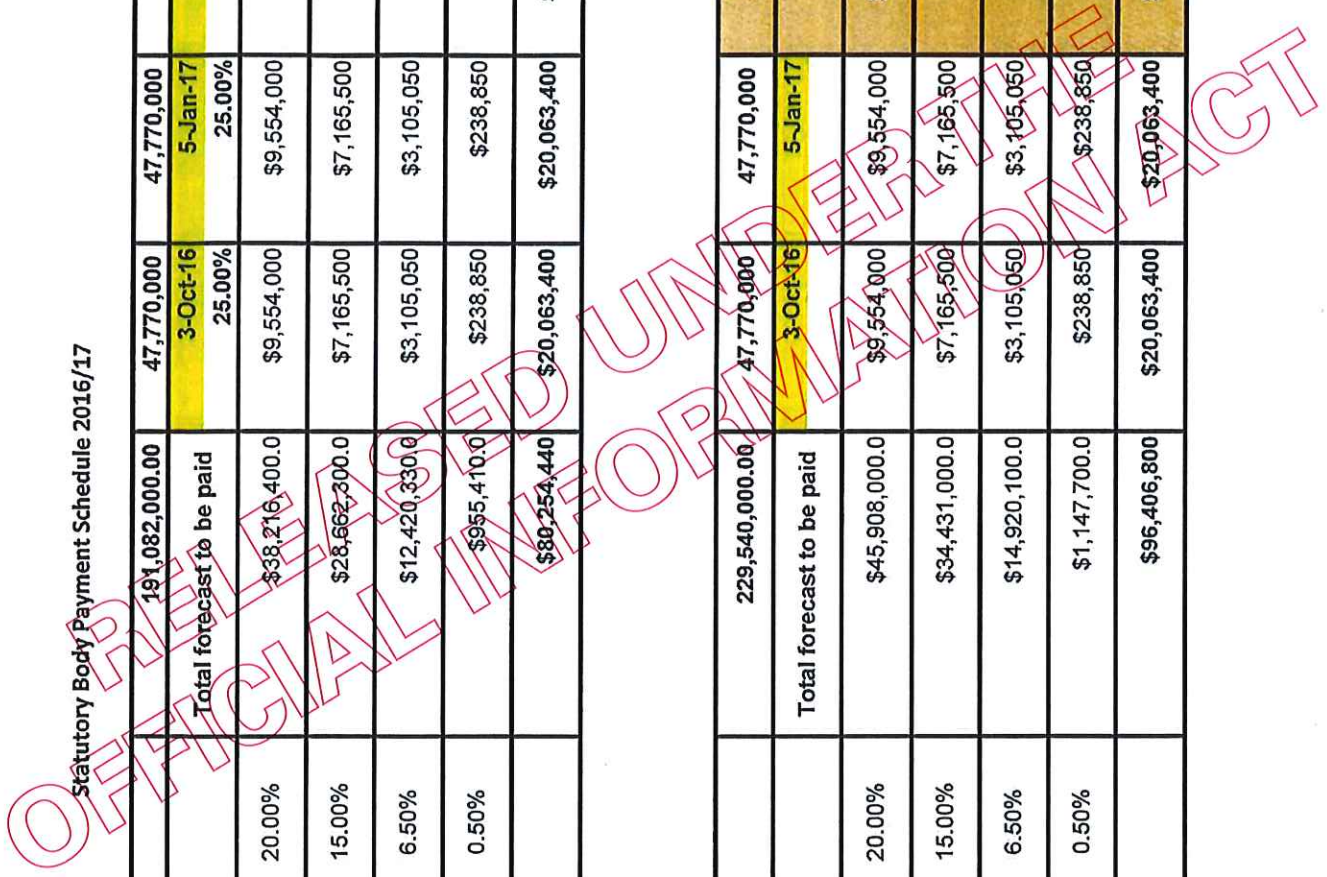 Statutory Body Payment Schedule 2016/17
191,082,000.00 47,770,000 47,770,000
Total forecast to be paid 3-Oct-16 5-Jan-17
25.00% 25.00%
20.00% $38,216,400.0 $9,554,000 $9,554,000
15.00% $28,662,300.0 $7,165,500 $7,165,500
6.50% $12,420,330.0 $3,105,050 $3,105,050
0.50% $955,410.0 $238,850 $238,850
$80,254,440 $20,063,400 $20,063,400
229,540,000.00 47,770,000 47,770,000
Total forecast to be paid 3-Oct-16 5-Jan-17
20.00% $45,908,000.0 $9,554,000 $9,554,000
15.00% $34,431,000.0 $7,165,500 $7,165,500
6.50% $14,920,100.0 $3,105,050 $3,105,050
0.50% $1,147,700.0 $238,850 $238,850
$96,406,800 $20,063,400 $20,063,400
RELEASED UNDER THE
OFFICIAL INFORMATION ACT